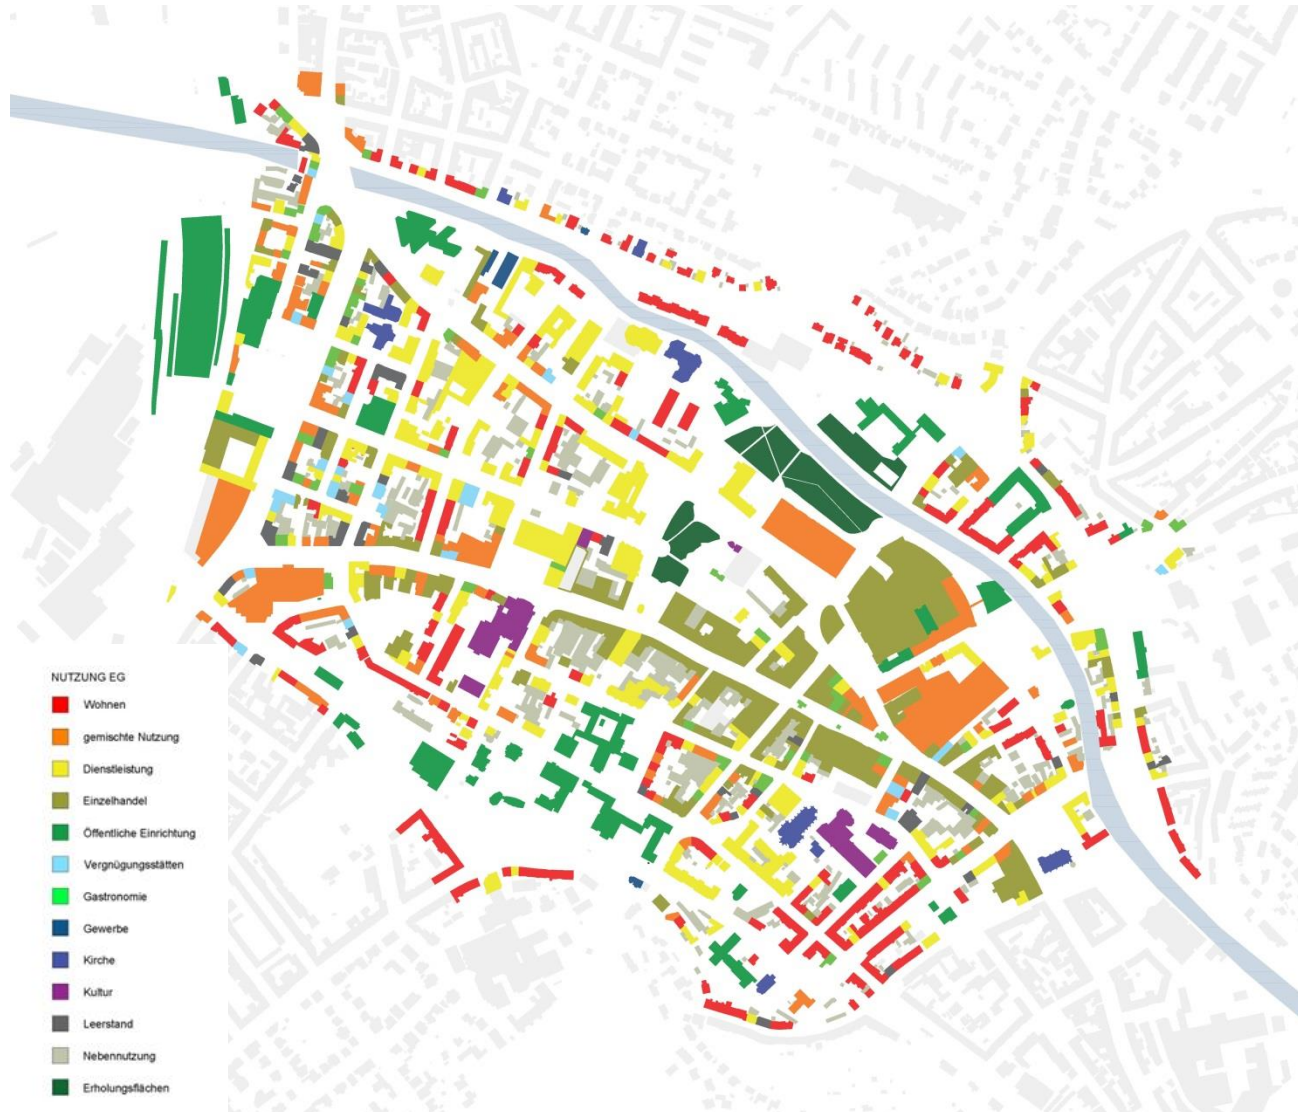 NUTZUNG EG
Wohnen
gemischte Nutzung
Dienstleistung
Einzelhandel
Öffentliche Einrichtung
Vergnügungsstätten
Gastronomie
Gewerbe
Kirche
Kultur
Leerstand
Nebennutzung
Erholungsflächen